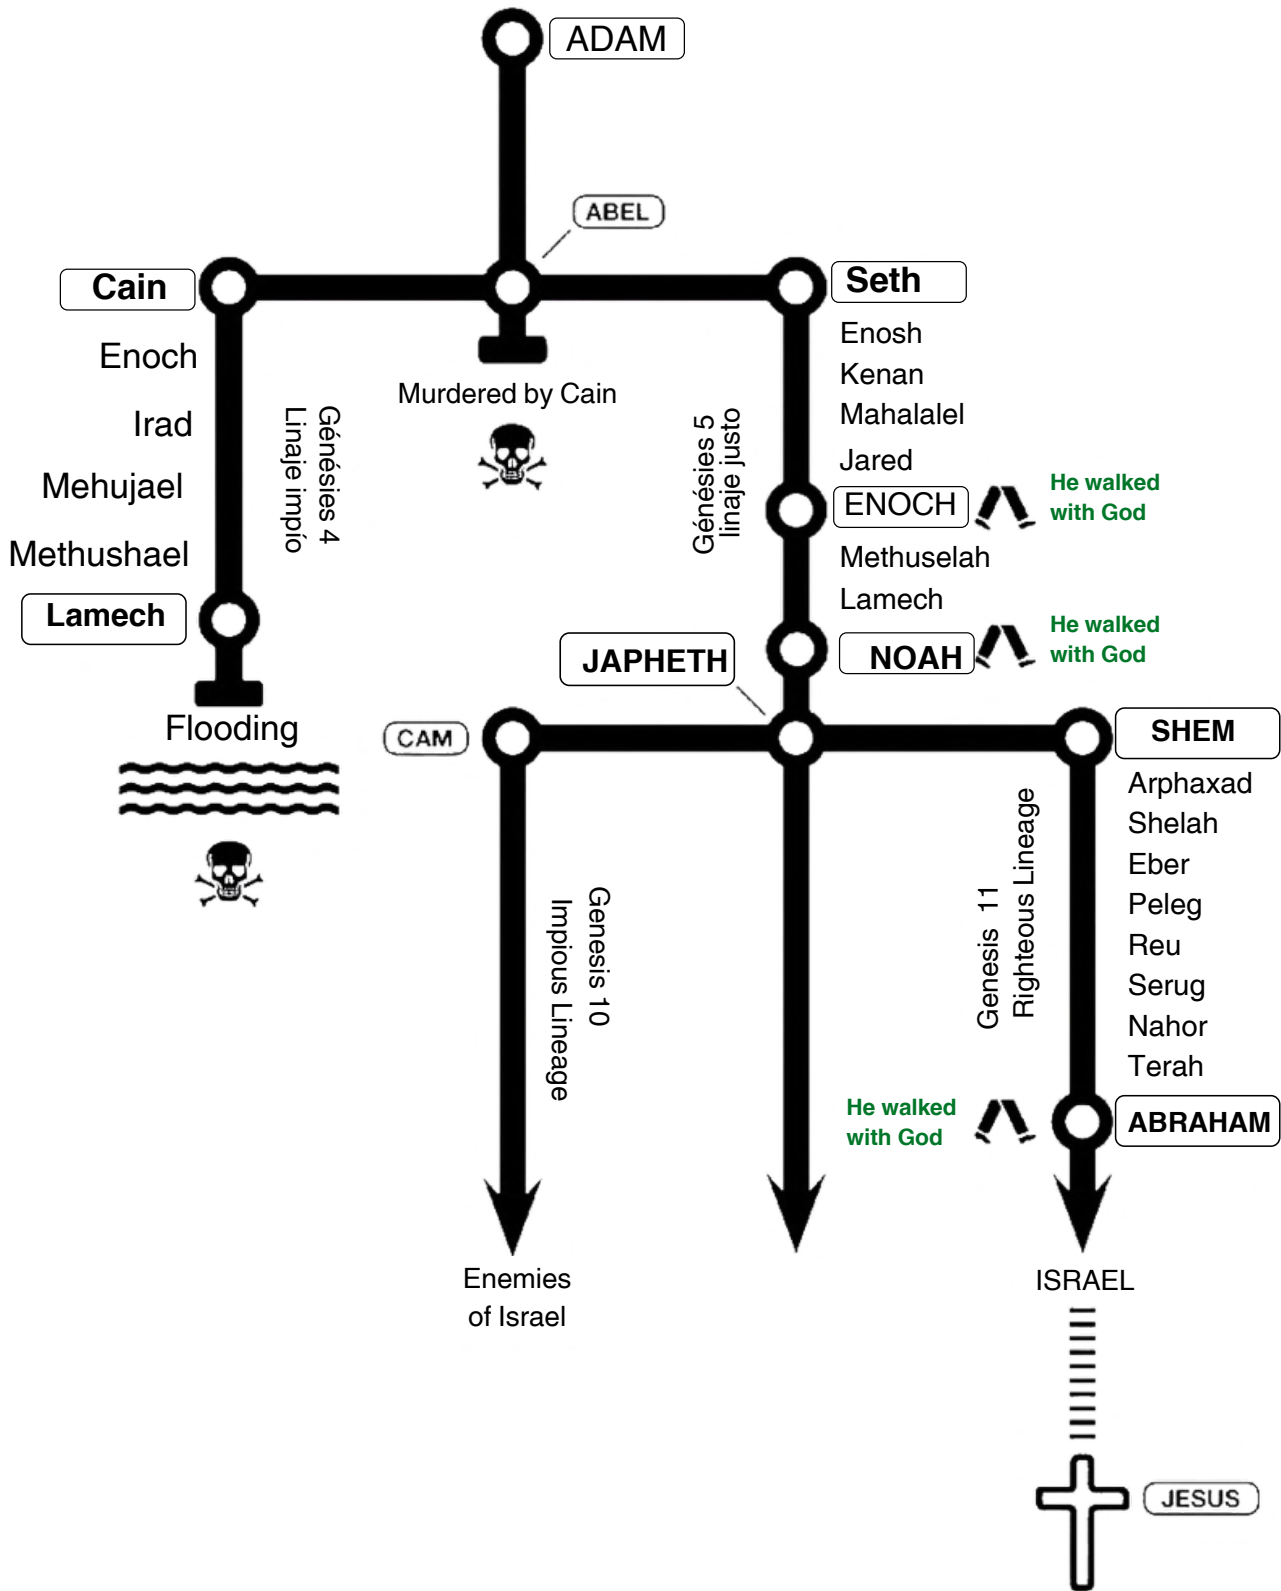 ADAM
ABEL
Cain
Enoch
Irad
Mehujael
Methushael
Lamech
Génésies 4
Linaje impío
Flooding
Murdered by Cain
Seth
Enosh
Kenan
Mahalalel
Jared
ENOCH
He walked
with God
Methuselah
Lamech
Génésies 5
linaje justo
NOAH
He walked
with God
JAPHETH
CAM
Genesis 10
Impious Lineage
Enemies
of Israel
SHEM
Arphaxad
Shelah
Eber
Peleg
Reu
Serug
Nahor
Terah
Genesis 11
Righteous Lineage
He walked
with God
ABRAHAM
ISRAEL
JESUS